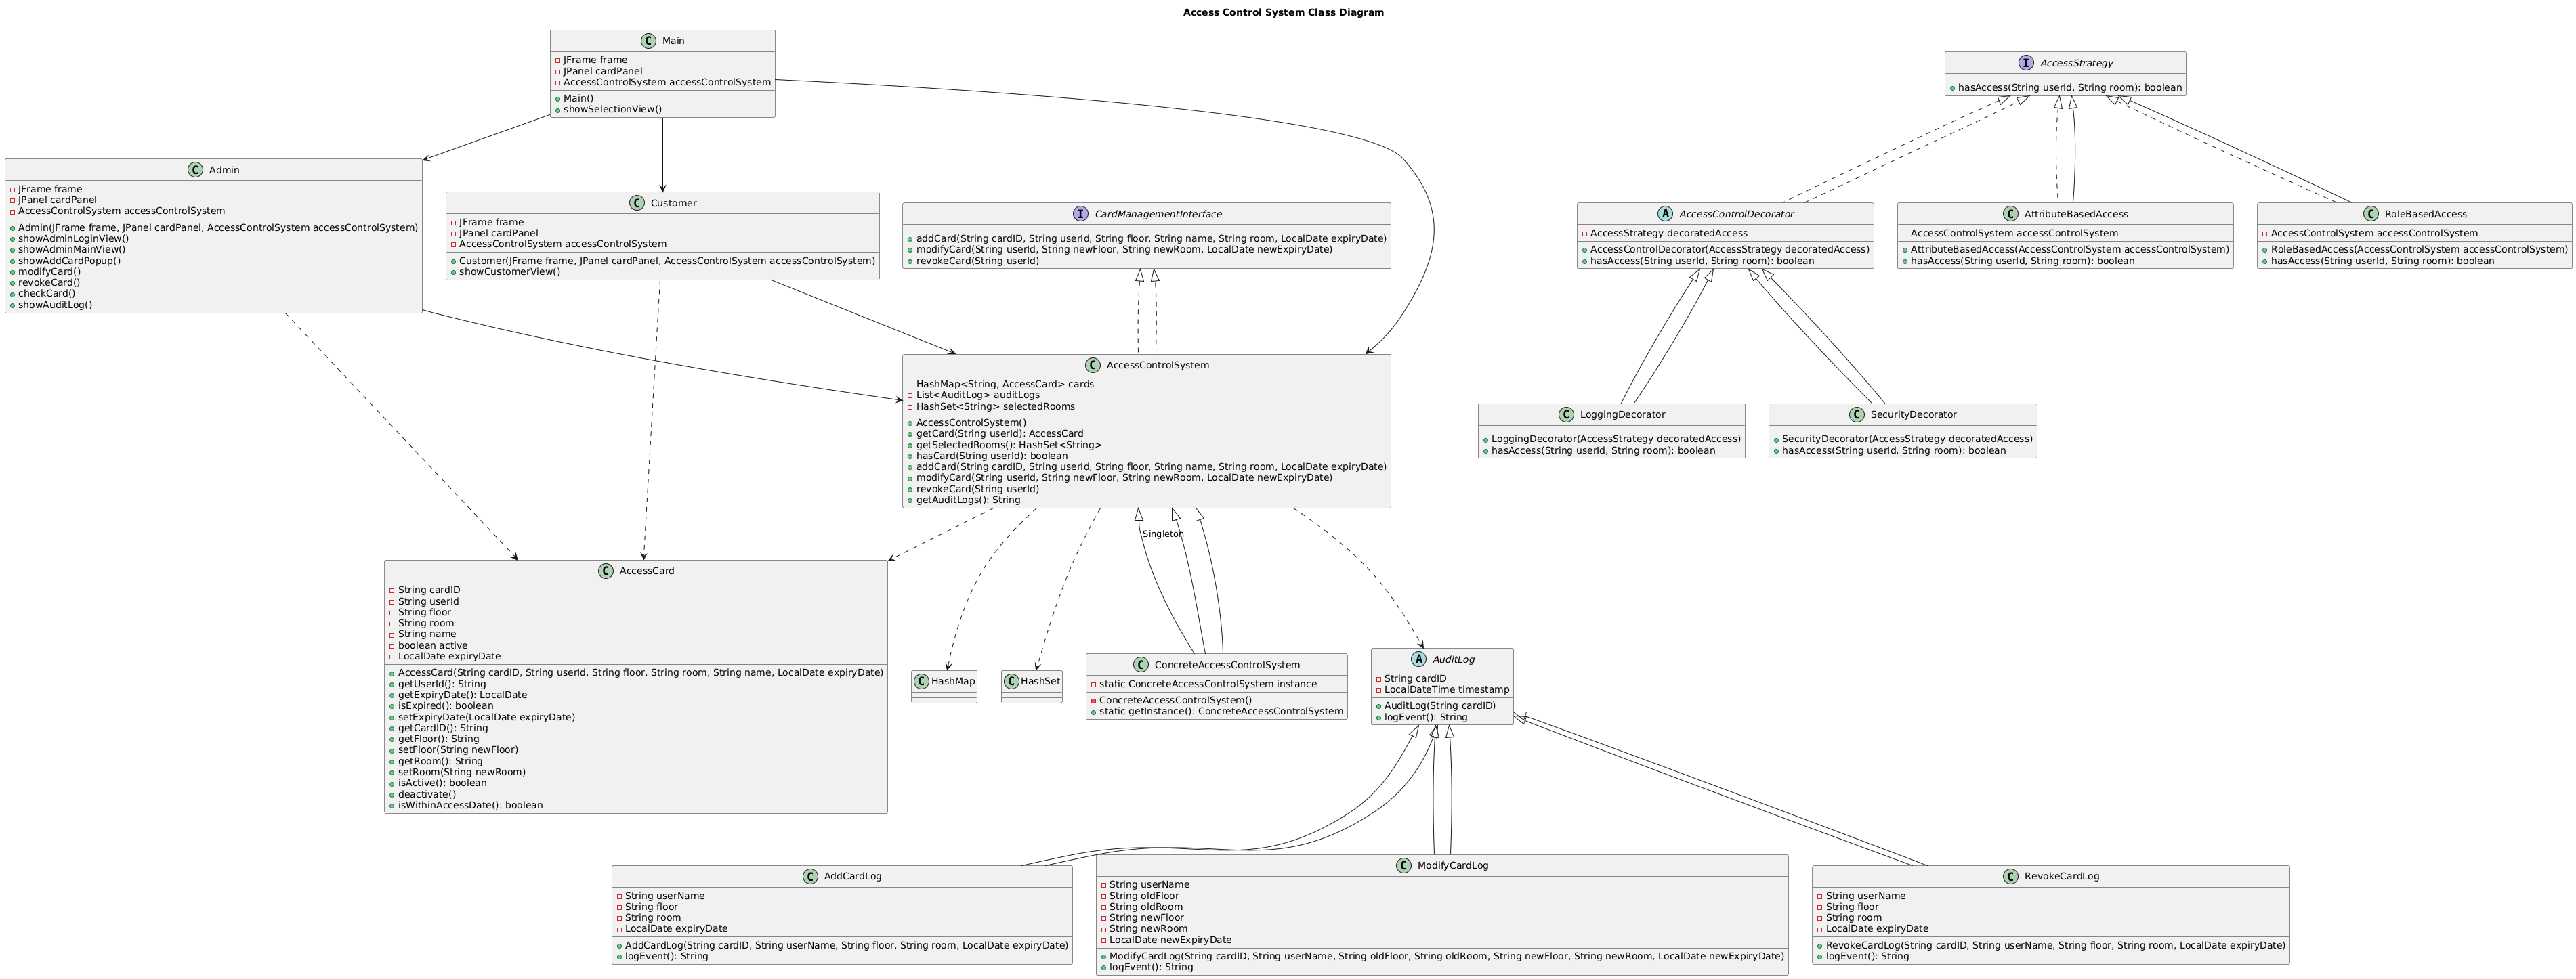 Access Control System Class Diagram
C Main
JFrame frame
JPanel cardPanel
AccessControlSystem accessControlSystem
Main()
showSelectionView()
I AccessStrategy
hasAccess(String userId, String room): boolean
C Admin
JFrame frame
JPanel cardPanel
AccessControlSystem accessControlSystem
Admin(JFrame frame, JPanel cardPanel, AccessControlSystem accessControlSystem)
showAdminLoginView()
showAdminMainView()
showAddCardPopup()
modifyCard()
revokeCard()
checkCard()
showAuditLog()
C Customer
JFrame frame
JPanel cardPanel
AccessControlSystem accessControlSystem
Customer(JFrame frame, JPanel cardPanel, AccessControlSystem accessControlSystem)
showCustomerView()
I CardManagementInterface
addCard(String cardID, String userId, String floor, String name, String room, LocalDate expiryDate)
modifyCard(String userId, String newFloor, String newRoom, LocalDate newExpiryDate)
revokeCard(String userId)
A AccessControlDecorator
AccessStrategy decoratedAccess
AccessControlDecorator(AccessStrategy decoratedAccess)
hasAccess(String userId, String room): boolean
C AttributeBasedAccess
AccessControlSystem accessControlSystem
AttributeBasedAccess(AccessControlSystem accessControlSystem)
hasAccess(String userId, String room): boolean
C RoleBasedAccess
AccessControlSystem accessControlSystem
RoleBasedAccess(AccessControlSystem accessControlSystem)
hasAccess(String userId, String room): boolean
C AccessControlSystem
HashMap<String, AccessCard> cards
List<AuditLog> auditLogs
HashSet<String> selectedRooms
AccessControlSystem()
getCard(String userId): AccessCard
getSelectedRooms(): HashSet<String>
hasCard(String userId): boolean
addCard(String cardID, String userId, String floor, String name, String room, LocalDate expiryDate)
modifyCard(String userId, String newFloor, String newRoom, LocalDate newExpiryDate)
revokeCard(String userId)
getAuditLogs(): String
C LoggingDecorator
LoggingDecorator(AccessStrategy decoratedAccess)
hasAccess(String userId, String room): boolean
C SecurityDecorator
SecurityDecorator(AccessStrategy decoratedAccess)
hasAccess(String userId, String room): boolean
Singleton
C AccessCard
String cardID
String userId
String floor
String room
String name
boolean active
LocalDate expiryDate
AccessCard(String cardID, String userId, String floor, String room, String name, LocalDate expiryDate)
getUserId(): String
getExpiryDate(): LocalDate
isExpired(): boolean
setExpiryDate(LocalDate expiryDate)
getCardID(): String
getFloor(): String
setFloor(String newFloor)
getRoom(): String
setRoom(String newRoom)
isActive(): boolean
deactivate()
isWithinAccessDate(): boolean
C HashMap
C HashSet
C ConcreteAccessControlSystem
static ConcreteAccessControlSystem instance
ConcreteAccessControlSystem()
static getInstance(): ConcreteAccessControlSystem
A AuditLog
String cardID
LocalDateTime timestamp
AuditLog(String cardID)
logEvent(): String
C AddCardLog
String userName
String floor
String room
LocalDate expiryDate
AddCardLog(String cardID, String userName, String floor, String room, LocalDate expiryDate)
logEvent(): String
C ModifyCardLog
String userName
String oldFloor
String oldRoom
String newFloor
String newRoom
LocalDate newExpiryDate
ModifyCardLog(String cardID, String userName, String oldFloor, String oldRoom, String newFloor, String newRoom, LocalDate newExpiryDate)
logEvent(): String
C RevokeCardLog
String userName
String floor
String room
LocalDate expiryDate
RevokeCardLog(String cardID, String userName, String floor, String room, LocalDate expiryDate)
logEvent(): String